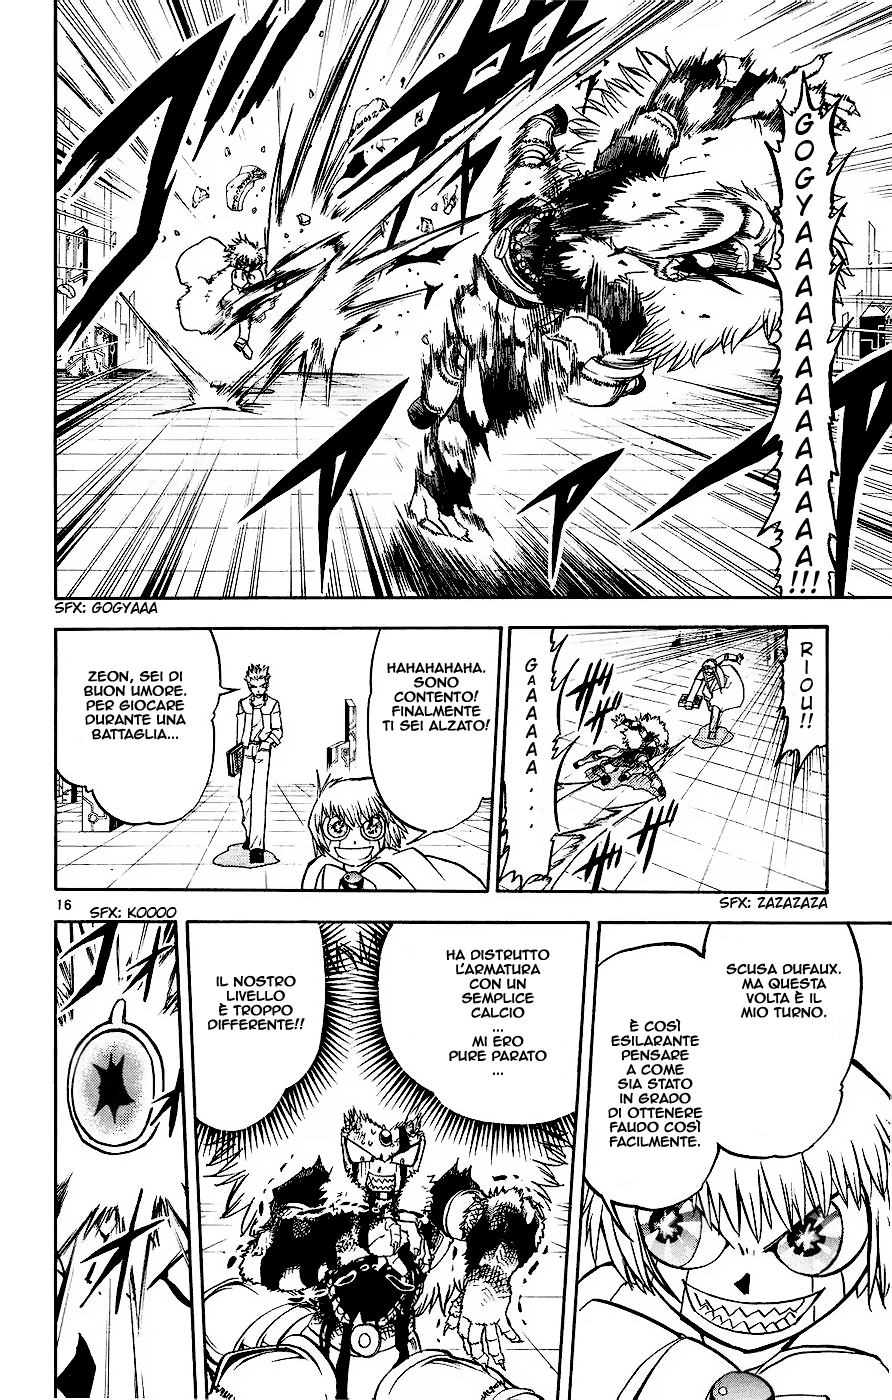 GOGYAAAAAAAAAAAAAA!!!
SFX: GOGYAAA
RIOU!!
GAAAAAA...
SFX: ZAZAZAZA
HAHAHAHAHA.
SONO
CONTENTO!
FINALMENTE
TI SEI ALZATO!
ZEON, SEI DI
BUON UMORE.
PER GIOCARE
DURANTE UNA
BATTAGLIA...
16
SCUSA DUFAUX.
MA QUESTA
VOLTA È IL
MIO TURNO.
È COSÌ
ESILARANTE
PENSARE
A COME
SIA STATO
IN GRADO
DI OTTENERE
FAUDO COSÌ
FACILMENTE.
HA DISTRUTTO
L'ARMATURA
CON UN
SEMPLICE
CALCIO
...
MI ERO
PURE PARATO
...
IL NOSTRO
LIVELLO
È TROPPO
DIFFERENTE!!
SFX: KOOOO